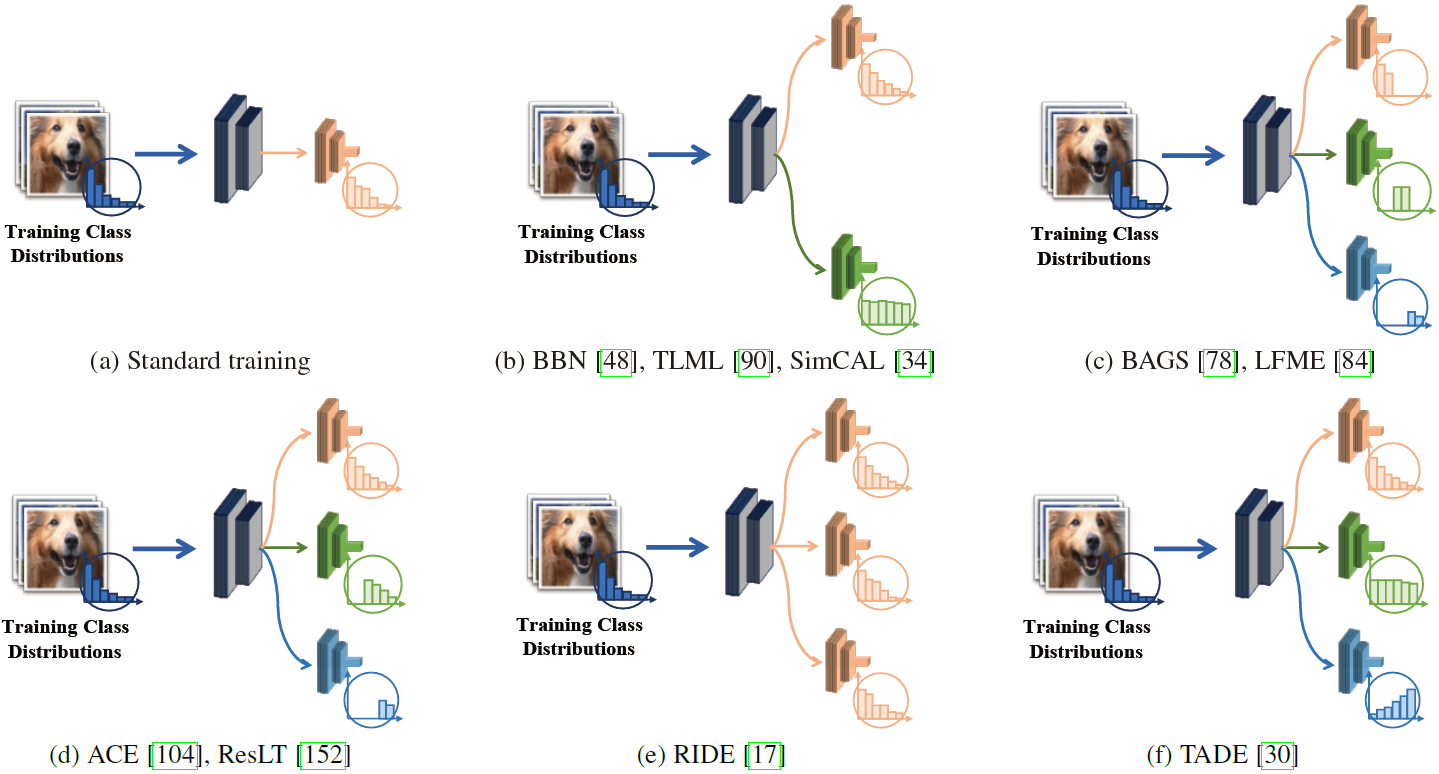 Training Class
Distributions
Training Class
Distributions
Training Class
Distributions
(a) Standard training
(b) BBN [48], TLML [90], SimCAL [34]
(c) BAGS [78], LFME [84]
Training Class
Distributions
Training Class
Distributions
Training Class
Distributions
(d) ACE [104], ResLT [152]
(e) RIDE [17]
(f) TADE [30]